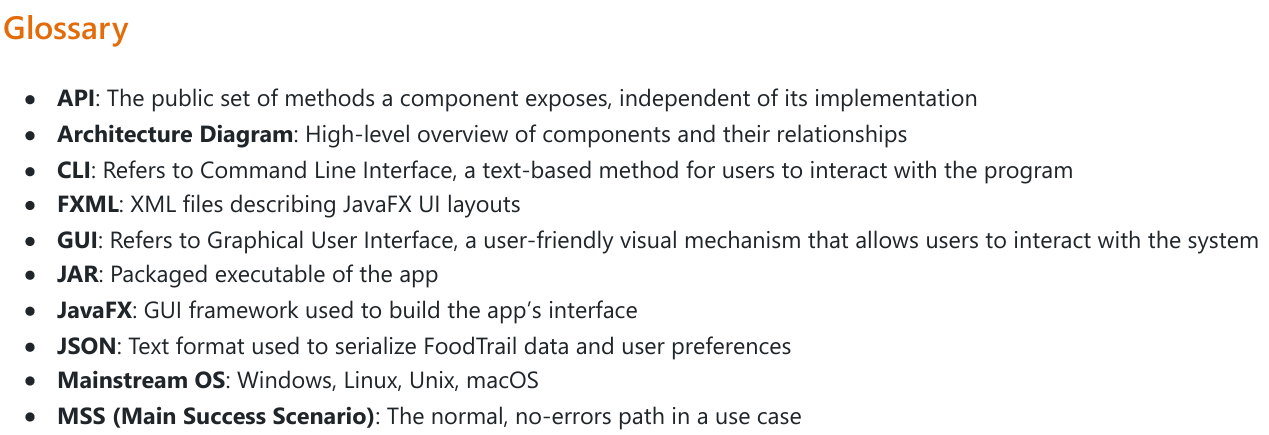 Glossary
● API: The public set of methods a component exposes, independent of its implementation
● Architecture Diagram: High-level overview of components and their relationships
● CLI: Refers to Command Line Interface, a text-based method for users to interact with the program
● FXML: XML files describing JavaFX UI layouts
● GUI: Refers to Graphical User Interface, a user-friendly visual mechanism that allows users to interact with the system
● JAR: Packaged executable of the app
● JavaFX: GUI framework used to build the app’s interface
● JSON: Text format used to serialize FoodTrail data and user preferences
● Mainstream OS: Windows, Linux, Unix, macOS
● MSS (Main Success Scenario): The normal, no-errors path in a use case